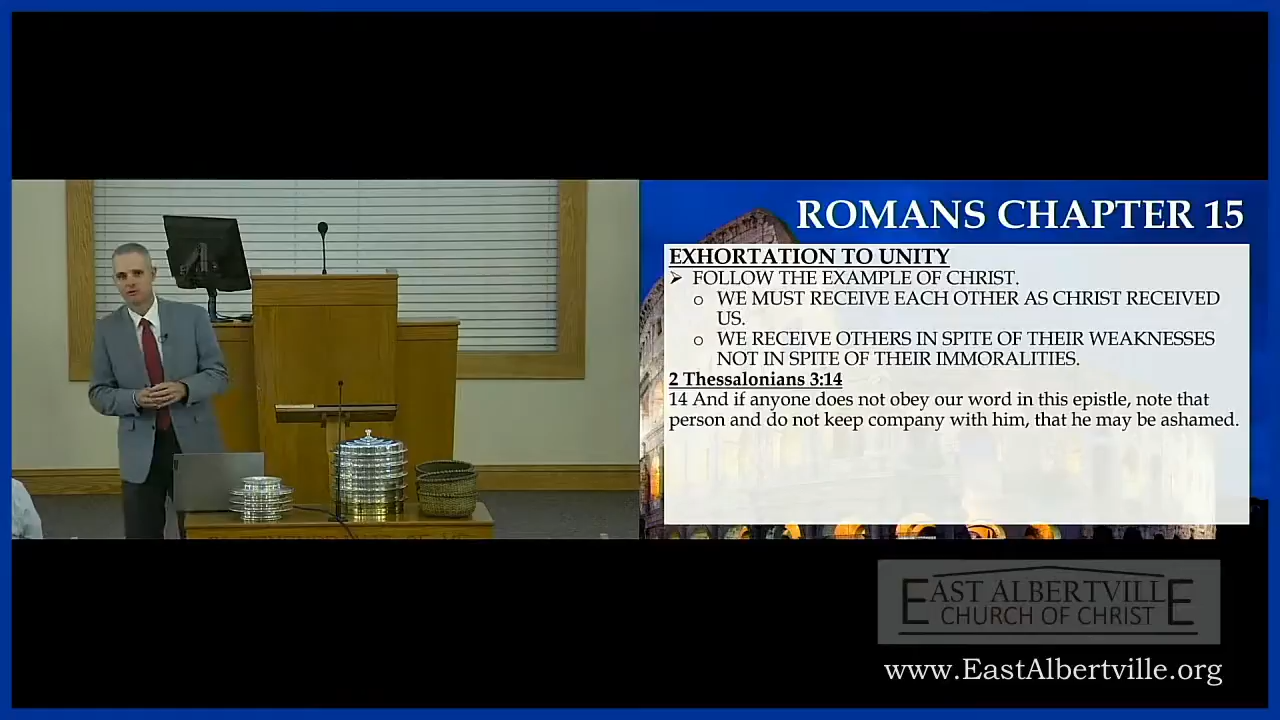 ROMANS CHAPTER 15
EXHORTATION TO UNITY
➢ FOLLOW THE EXAMPLE OF CHRIST.
o WE MUST RECEIVE EACH OTHER AS CHRIST RECEIVED
US.
o WE RECEIVE OTHERS IN SPITE OF THEIR WEAKNESSES
NOT IN SPITE OF THEIR IMMORALITIES.
2 Thessalonians 3:14
14 And if anyone does not obey our word in this epistle, note that
person and do not keep company with him, that he may be ashamed.
EAST ALBERTVILLE
CHURCH OF CHRIST
www.EastAlbertville.org